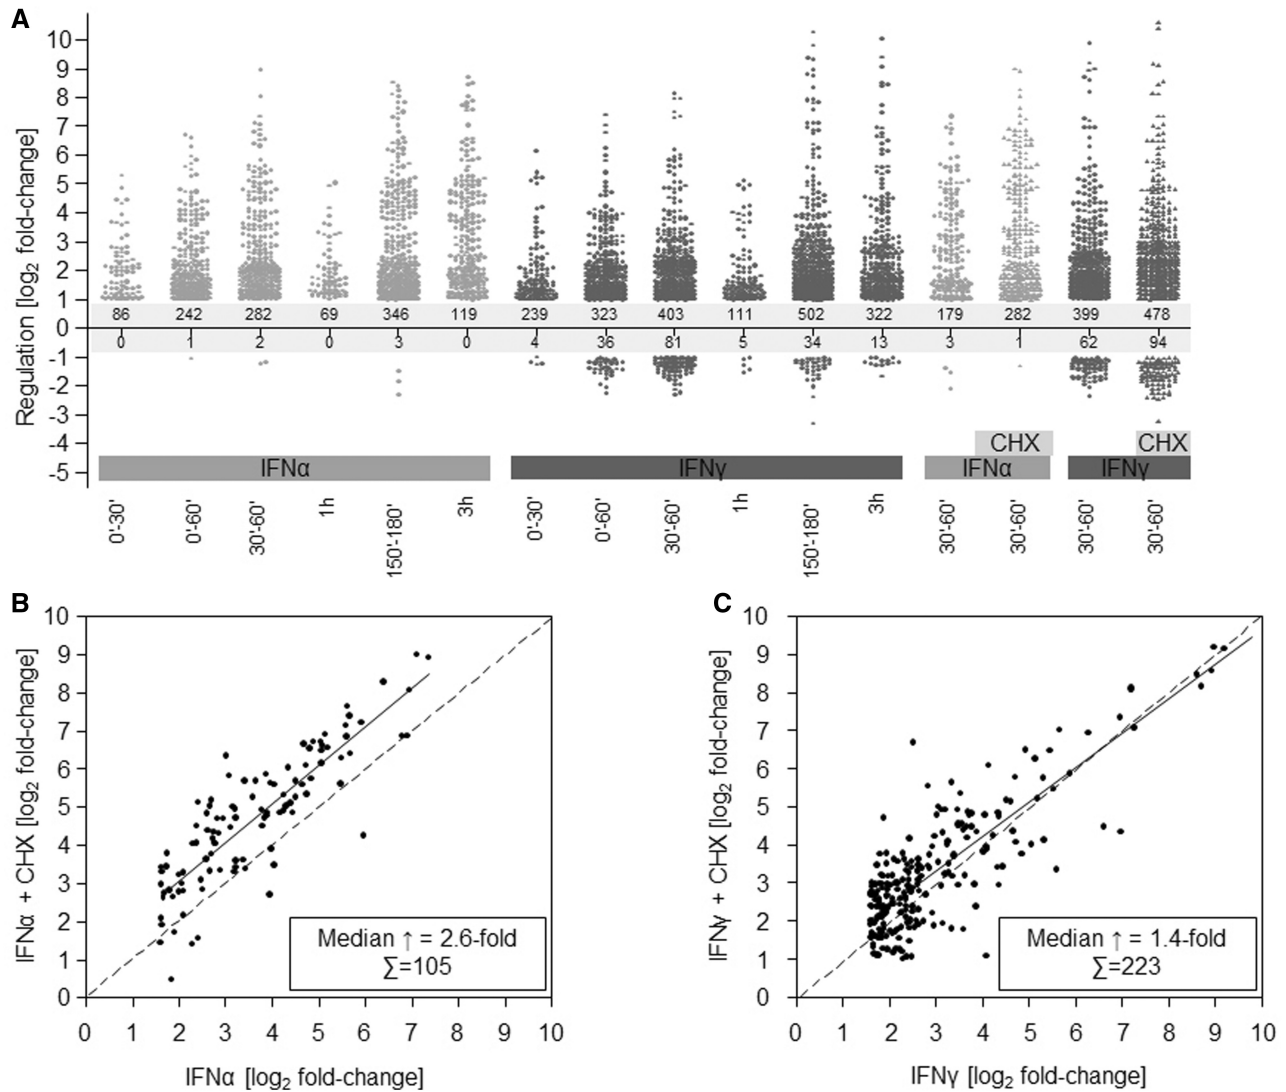 A
Regulation [log2 fold-change]
10
9
8
7
6
5
4
3
2
1
0
-1
-2
-3
-4
-5
86 242 282 69 346 119 239 323 403 111 502 322 179 282 399 478
0 1 2 0 3 0 4 36 81 5 34 13 3 1 62 94
CHX CHX
IFNα IFNγ IFNα IFNγ
0'-30' 0'-60' 30'-60' 1h 150'-180' 3h 0'-30' 0'-60' 30'-60' 1h 150'-180' 3h 30'-60' 30'-60' 30'-60' 30'-60'
B
IFNα + CHX [log2 fold-change]
10
9
8
7
6
5
4
3
2
1
0
Median ↑ = 2.6-fold
∑=105
0 1 2 3 4 5 6 7 8 9 10
IFNα [log2 fold-change]
C
IFNγ + CHX [log2 fold-change]
10
9
8
7
6
5
4
3
2
1
0
Median ↑ = 1.4-fold
∑=223
0 1 2 3 4 5 6 7 8 9 10
IFNγ [log2 fold-change]